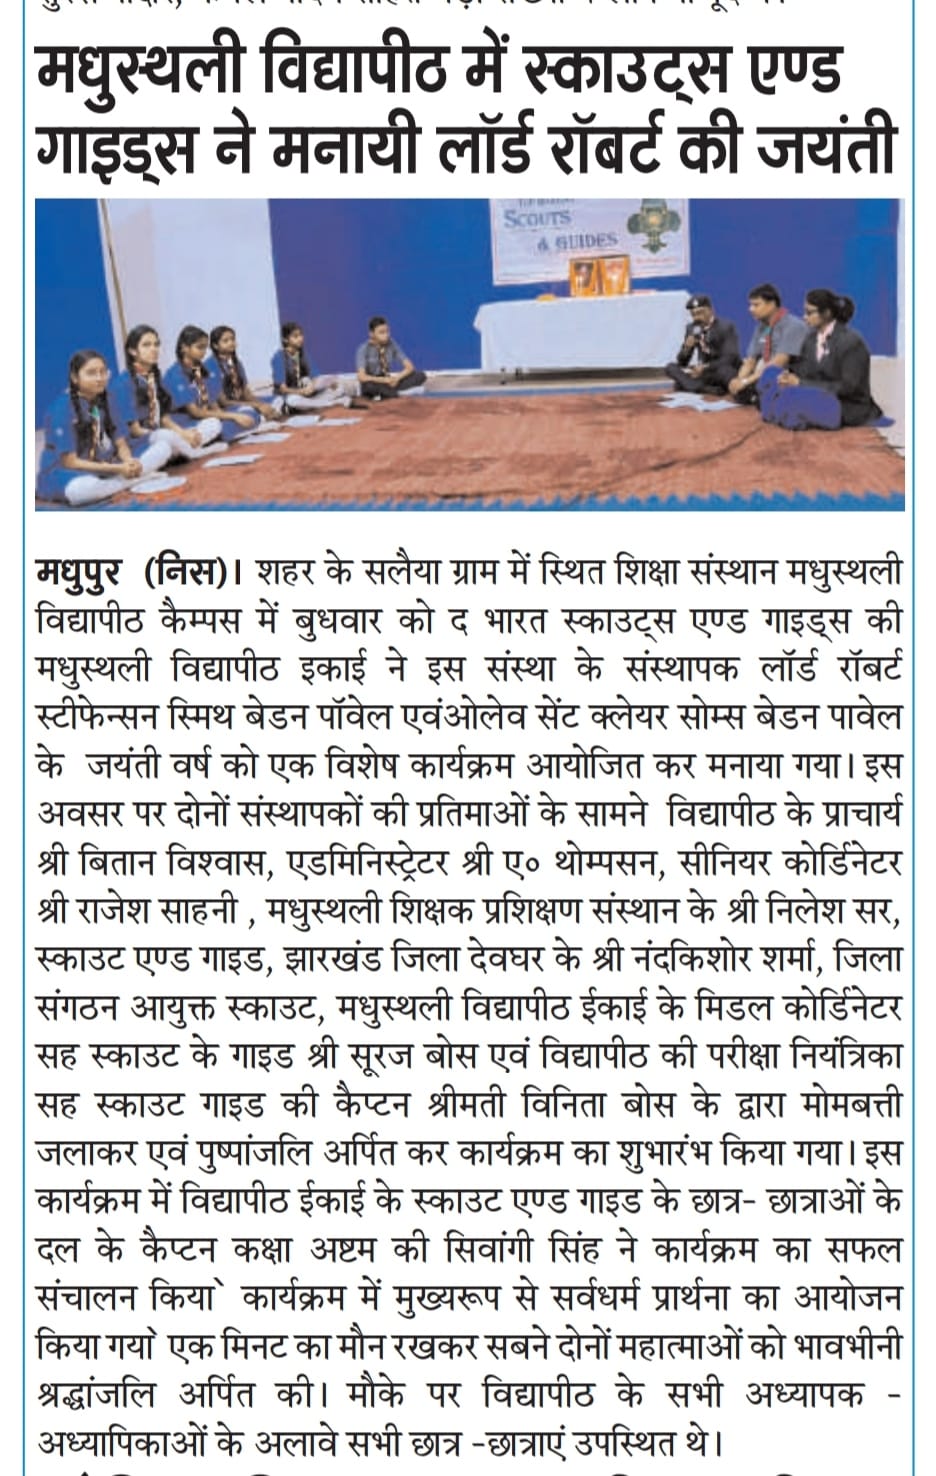 मधुस्थली विद्यापीठ में स्काउट्स एण्ड
गाइड्स ने मनायी लॉर्ड रॉबर्ट की जयंती
SCOUTS
& GUIDES
मधुपुर (निस)। शहर के सलैया ग्राम में स्थित शिक्षा संस्थान मधुस्थली
विद्यापीठ कैम्पस में बुधवार को द भारत स्काउट्स एण्ड गाइड्स की
मधुस्थली विद्यापीठ इकाई ने इस संस्था के संस्थापक लॉर्ड रॉबर्ट
स्टीफेन्सन स्मिथ बेडन पॉवेल एवंओलेव सेंट क्लेयर सोम्स बेडन पावेल
के जयंती वर्ष को एक विशेष कार्यक्रम आयोजित कर मनाया गया। इस
अवसर पर दोनों संस्थापकों की प्रतिमाओं के सामने विद्यापीठ के प्राचार्य
श्री बितान विश्वास, एडमिनिस्ट्रेटर श्री ए० थोम्पसन, सीनियर कोर्डिनेटर
श्री राजेश साहनी , मधुस्थली शिक्षक प्रशिक्षण संस्थान के श्री निलेश सर,
स्काउट एण्ड गाइड, झारखंड जिला देवघर के श्री नंदकिशोर शर्मा, जिला
संगठन आयुक्त स्काउट, मधुस्थली विद्यापीठ ईकाई के मिडल कोर्डिनेटर
सह स्काउट के गाइड श्री सूरज बोस एवं विद्यापीठ की परीक्षा नियंत्रिका
सह स्काउट गाइड की कैप्टन श्रीमती विनिता बोस के द्वारा मोमबत्ती
जलाकर एवं पुष्पांजलि अर्पित कर कार्यक्रम का शुभारंभ किया गया। इस
कार्यक्रम में विद्यापीठ ईकाई के स्काउट एण्ड गाइड के छात्र- छात्राओं के
दल के कैप्टन कक्षा अष्टम की सिवांगी सिंह ने कार्यक्रम का सफल
संचालन किया` कार्यक्रम में मुख्यरूप से सर्वधर्म प्रार्थना का आयोजन
किया गया` एक मिनट का मौन रखकर सबने दोनों महात्माओं को भावभीनी
श्रद्धांजलि अर्पित की। मौके पर विद्यापीठ के सभी अध्यापक -
अध्यापिकाओं के अलावे सभी छात्र -छात्राएं उपस्थित थे।